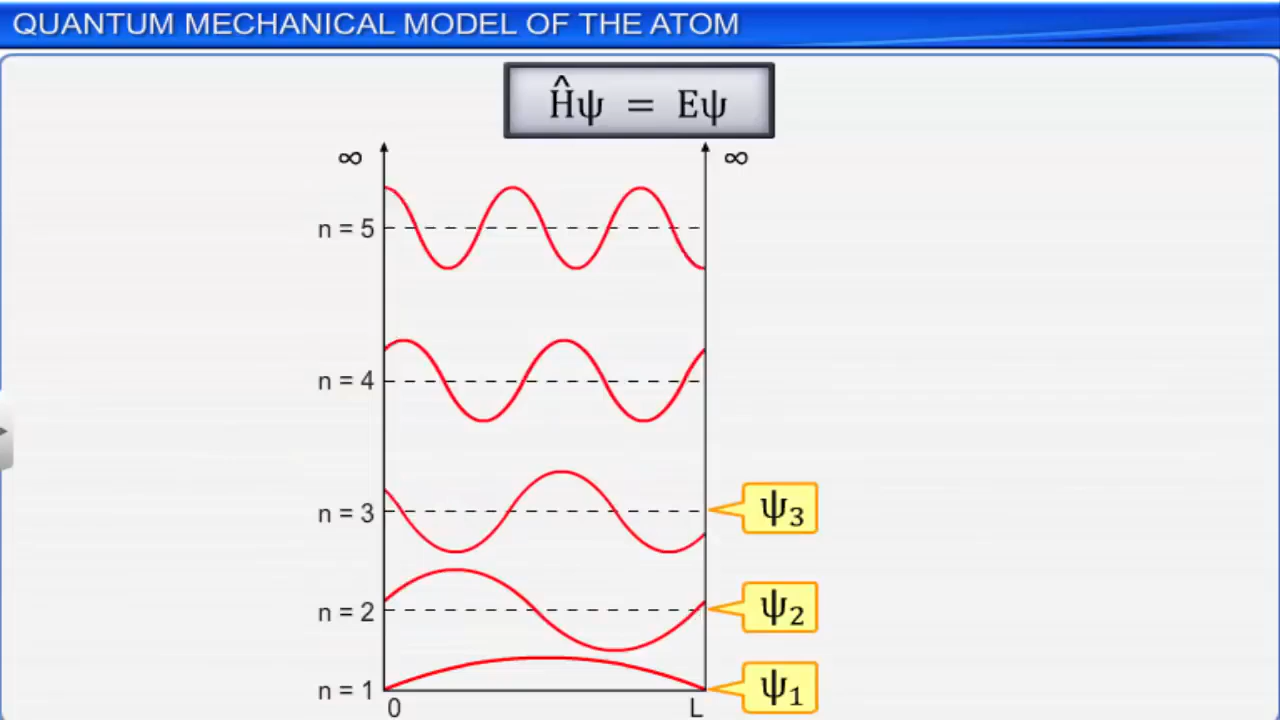 QUANTUM MECHANICAL MODEL OF THE ATOM
Ĥψ = Eψ
∞ ∞
n = 5
n = 4
n = 3 ψ₃
n = 2 ψ₂
n = 1 ψ₁
0 L